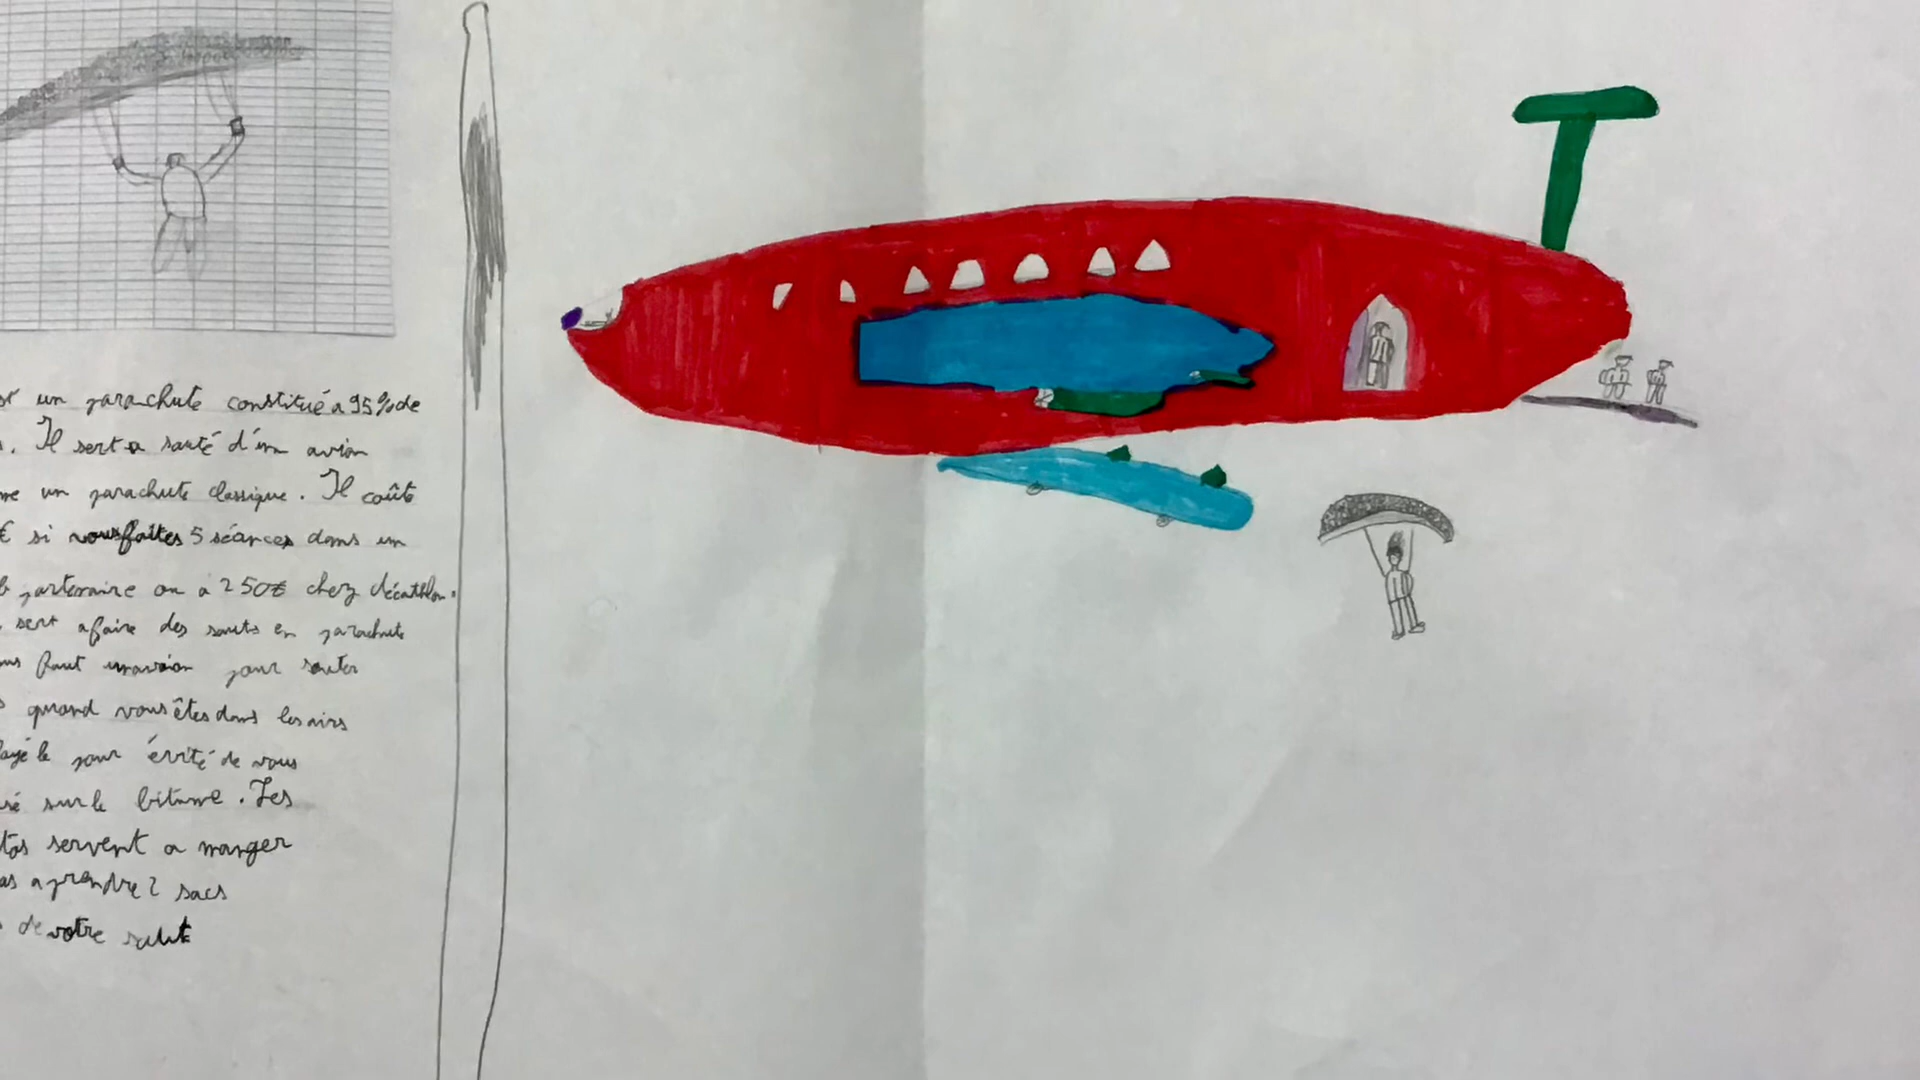 un parachute constitué a 95% de
. Il sert a sauté d'un avion
un parachute classique. Il coûte
€ si vous faites 5 séances dans un
partenaire ou a 250€ chez décathlon.
sert a faire des sauts en parachute
faut un avion pour sauter
quand vous êtes dans les airs
le pour évité de vous
sur le bitume. Les
servent a manger
a prendre 2 sacs
de votre saut